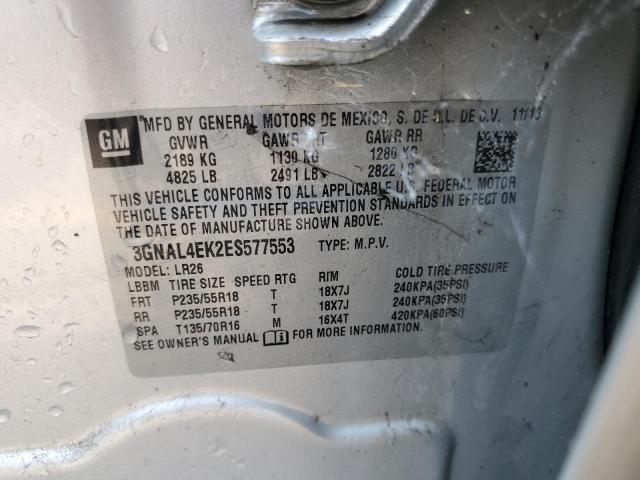 GM
MFD BY GENERAL MOTORS DE MEXICO, S. DE R.L. DE C.V. 11/13
GVWR GAWR FRT GAWR RR
2189 KG 1130 KG 1280 KG
4825 LB 2491 LB 2822 LB
THIS VEHICLE CONFORMS TO ALL APPLICABLE U.S. FEDERAL MOTOR
VEHICLE SAFETY AND THEFT PREVENTION STANDARDS IN EFFECT ON
THE DATE OF MANUFACTURE SHOWN ABOVE.
3GNAL4EK2ES577553 TYPE: M.P.V.
MODEL: LR26
LBBM TIRE SIZE SPEED RTG RIM COLD TIRE PRESSURE
FRT P235/55R18 T 18X7J 240KPA(35PSI)
RR P235/55R18 T 18X7J 240KPA(35PSI)
SPA T135/70R16 M 16X4T 420KPA(60PSI)
SEE OWNER'S MANUAL FOR MORE INFORMATION